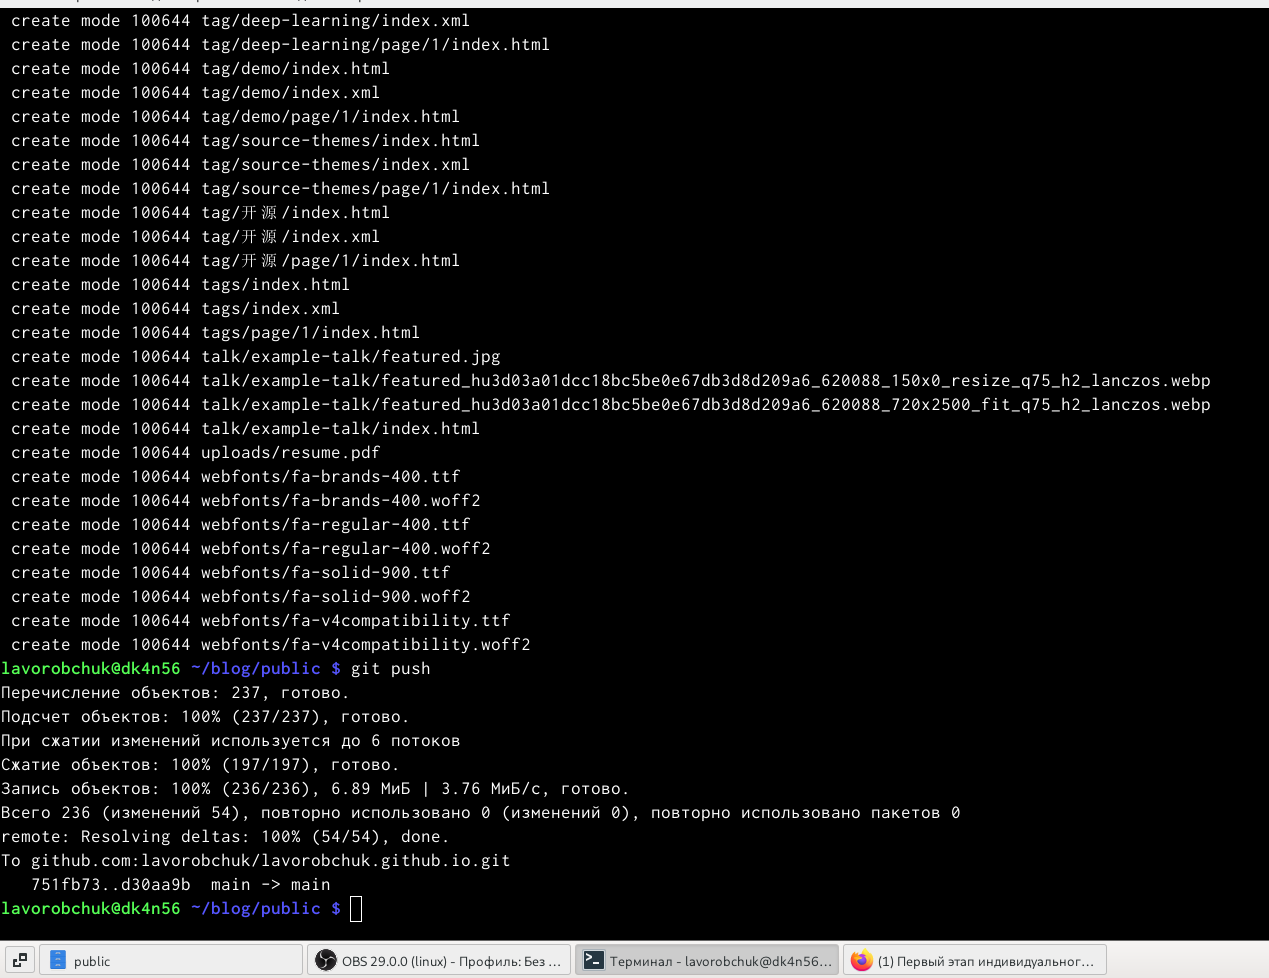 create mode 100644 tag/deep-learning/index.xml
create mode 100644 tag/deep-learning/page/1/index.html
create mode 100644 tag/demo/index.html
create mode 100644 tag/demo/index.xml
create mode 100644 tag/demo/page/1/index.html
create mode 100644 tag/source-themes/index.html
create mode 100644 tag/source-themes/index.xml
create mode 100644 tag/source-themes/page/1/index.html
create mode 100644 tag/开源/index.html
create mode 100644 tag/开源/index.xml
create mode 100644 tag/开源/page/1/index.html
create mode 100644 tags/index.html
create mode 100644 tags/index.xml
create mode 100644 tags/page/1/index.html
create mode 100644 talk/example-talk/featured.jpg
create mode 100644 talk/example-talk/featured_hu3d03a01dcc18bc5be0e67db3d8d209a6_620088_150x0_resize_q75_h2_lanczos.webp
create mode 100644 talk/example-talk/featured_hu3d03a01dcc18bc5be0e67db3d8d209a6_620088_720x2500_fit_q75_h2_lanczos.webp
create mode 100644 talk/example-talk/index.html
create mode 100644 uploads/resume.pdf
create mode 100644 webfonts/fa-brands-400.ttf
create mode 100644 webfonts/fa-brands-400.woff2
create mode 100644 webfonts/fa-regular-400.ttf
create mode 100644 webfonts/fa-regular-400.woff2
create mode 100644 webfonts/fa-solid-900.ttf
create mode 100644 webfonts/fa-solid-900.woff2
create mode 100644 webfonts/fa-v4compatibility.ttf
create mode 100644 webfonts/fa-v4compatibility.woff2
lavorobchuk@dk4n56 ~/blog/public $ git push
Перечисление объектов: 237, готово.
Подсчет объектов: 100% (237/237), готово.
При сжатии изменений используется до 6 потоков
Сжатие объектов: 100% (197/197), готово.
Запись объектов: 100% (236/236), 6.89 МиБ | 3.76 МиБ/с, готово.
Всего 236 (изменений 54), повторно использовано 0 (изменений 0), повторно использовано пакетов 0
remote: Resolving deltas: 100% (54/54), done.
To github.com:lavorobchuk/lavorobchuk.github.io.git
751fb73..d30aa9b main -> main
lavorobchuk@dk4n56 ~/blog/public $
public
OBS 29.0.0 (linux) - Профиль: Без ...
Терминал - lavorobchuk@dk4n56...
(1) Первый этап индивидуальног...